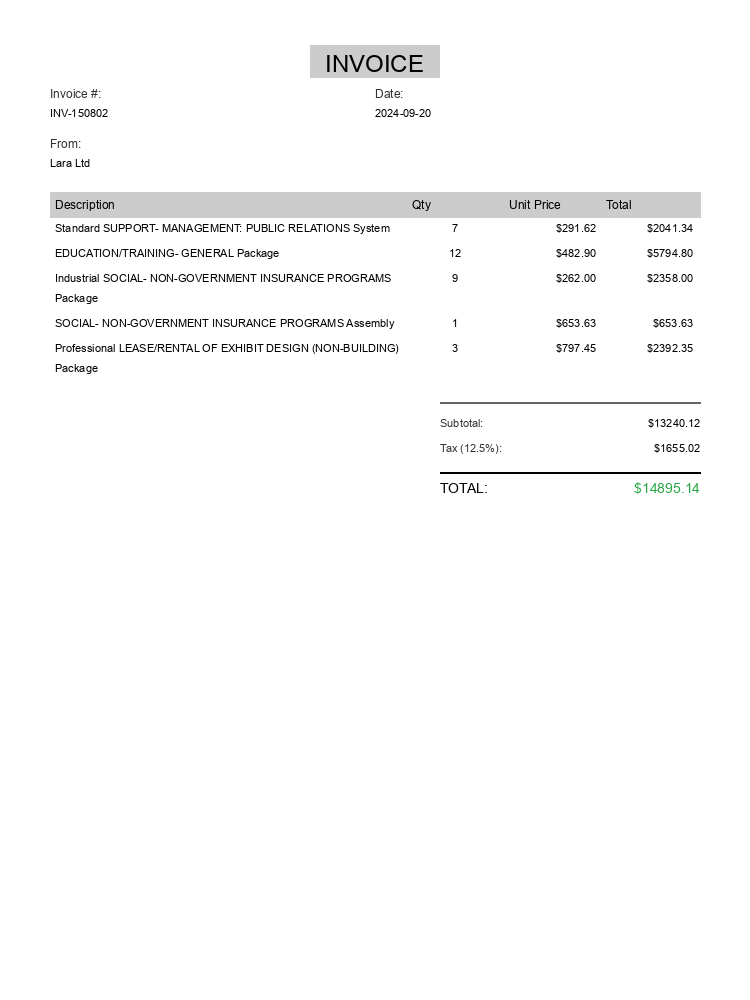 INVOICE
Invoice #: Date:
INV-150802 2024-09-20
From:
Lara Ltd
Description Qty Unit Price Total
Standard SUPPORT- MANAGEMENT: PUBLIC RELATIONS System 7 $291.62 $2041.34
EDUCATION/TRAINING- GENERAL Package 12 $482.90 $5794.80
Industrial SOCIAL- NON-GOVERNMENT INSURANCE PROGRAMS 9 $262.00 $2358.00
Package
SOCIAL- NON-GOVERNMENT INSURANCE PROGRAMS Assembly 1 $653.63 $653.63
Professional LEASE/RENTAL OF EXHIBIT DESIGN (NON-BUILDING) 3 $797.45 $2392.35
Package
Subtotal: $13240.12
Tax (12.5%): $1655.02
TOTAL: $14895.14